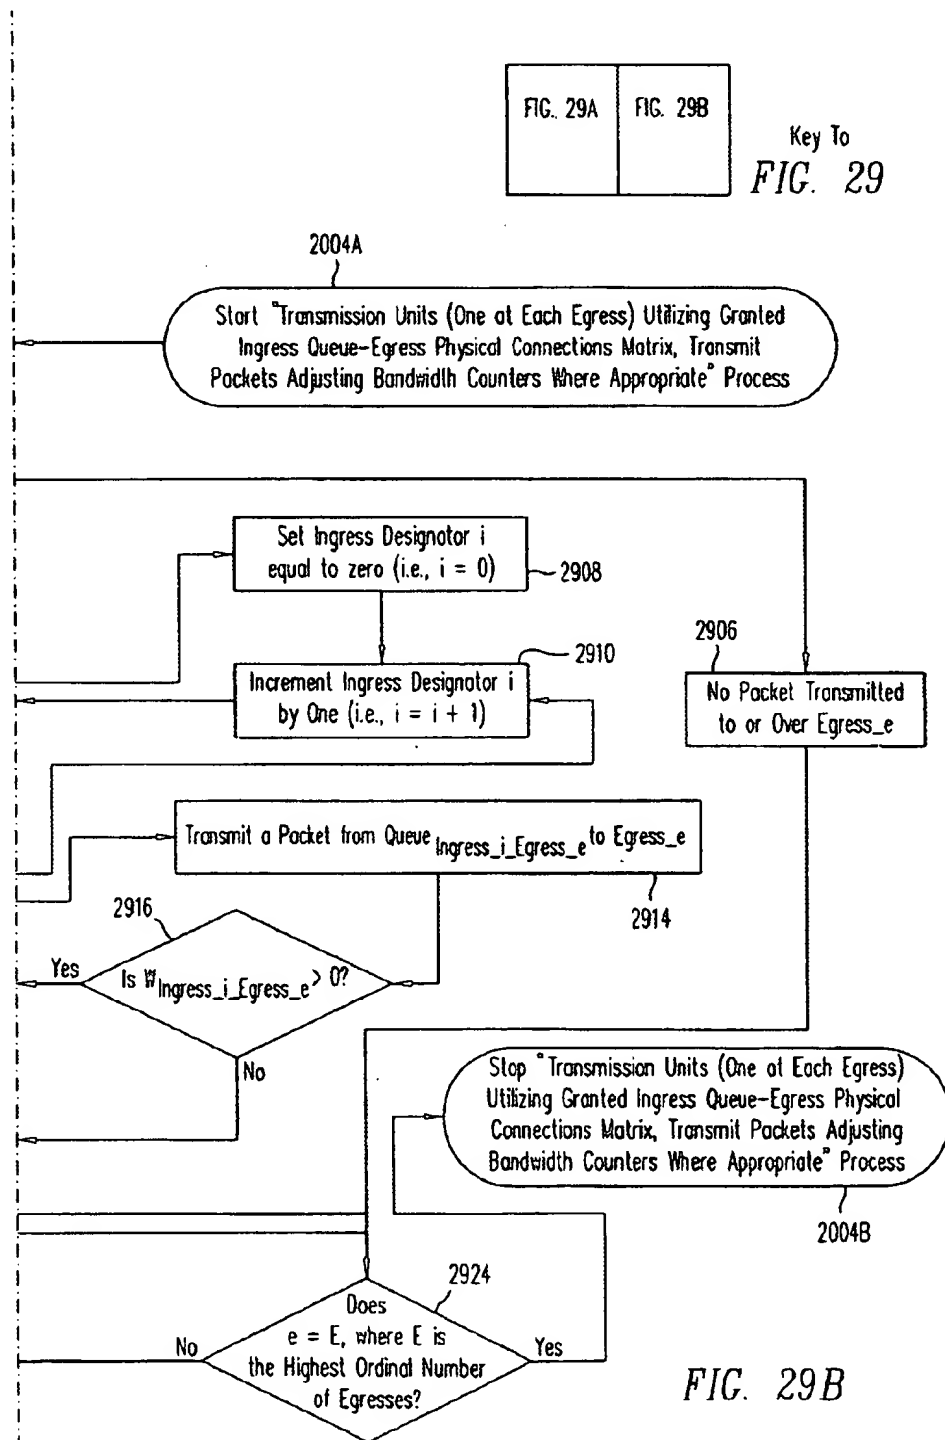 FIG. 29A
FIG. 29B
Key To
FIG. 29
2004A
Start "Transmission Units (One at Each Egress) Utilizing Granted
Ingress Queue-Egress Physical Connections Matrix, Transmit
Packets Adjusting Bandwidth Counters Where Appropriate" Process
Set Ingress Designator i
equal to zero (i.e., i = 0)
2908
2910
Increment Ingress Designator i
by One (i.e., i = i + 1)
2906
No Packet Transmitted
to or Over Egress_e
Transmit a Packet from Queue Ingress_i_Egress_e to Egress_e
2914
2916
Yes
Is W Ingress_i_Egress_e > 0?
No
Stop "Transmission Units (One at Each Egress)
Utilizing Granted Ingress Queue-Egress Physical
Connections Matrix, Transmit Packets Adjusting
Bandwidth Counters Where Appropriate" Process
2004B
2924
Does
e = E, where E is
the Highest Ordinal Number
of Egresses?
No
Yes
FIG. 29B